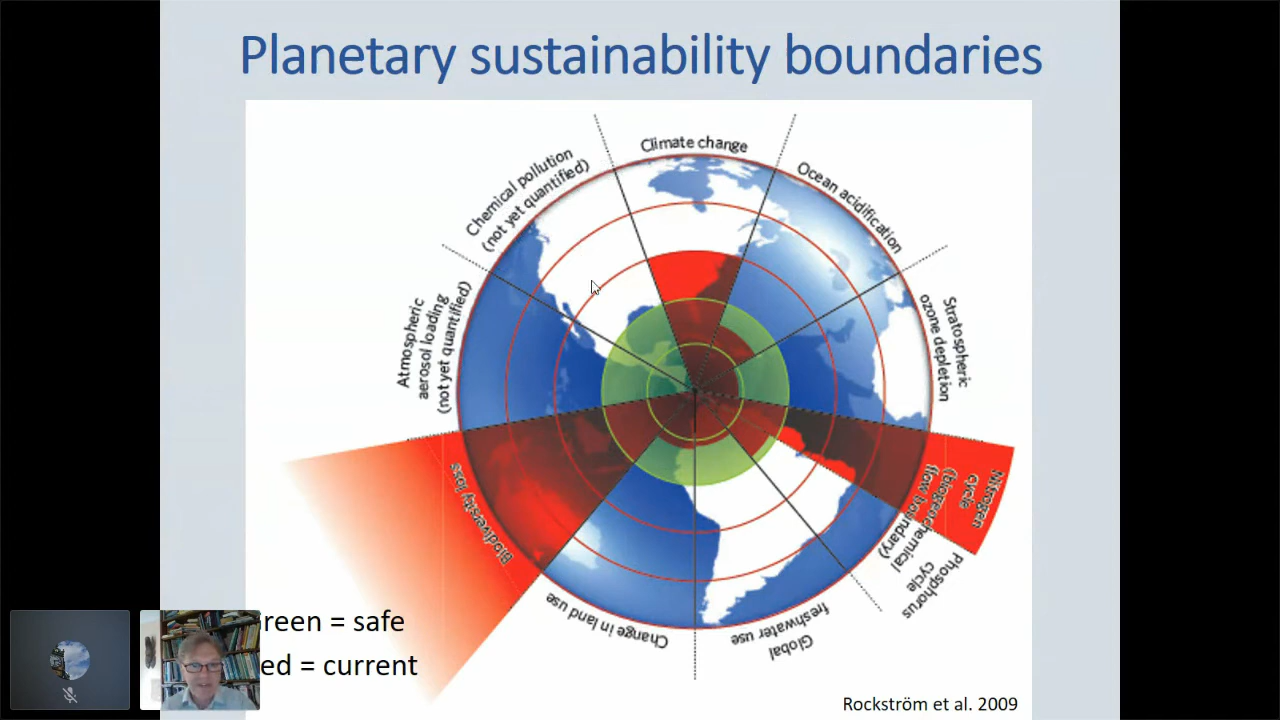 Planetary sustainability boundaries
Climate change
Ocean acidification
Stratospheric
ozone depletion
Nitrogen
cycle
(biogeochemical
flow boundary)
Phosphorus
cycle
Global
freshwater use
Change in land use
Biodiversity loss
Atmospheric
aerosol loading
(not yet quantified)
Chemical pollution
(not yet quantified)
reen = safe
ed = current
Rockström et al. 2009